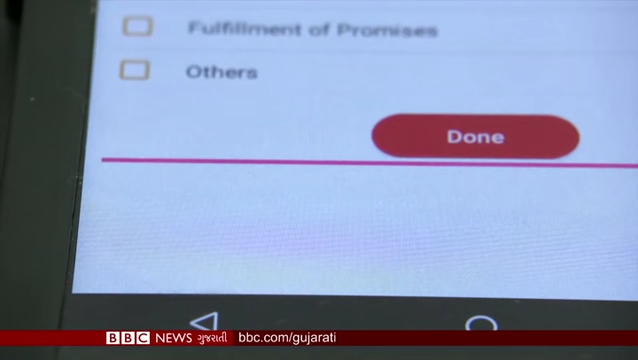 Fulfillment of Promises
Others
Done
BBC NEWS ગુજરાતી bbc.com/gujarati